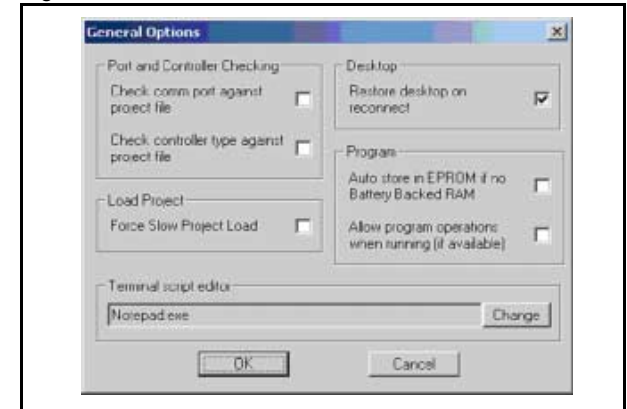 General Options
Port and Controller Checking
Check comm port against
project file
Check controller type against
project file
Load Project
Force Slow Project Load
Desktop
Restore desktop on
reconnect
Program
Auto store in EPROM if no
Battery Backed RAM
Allow program operations
when running (if available)
Terminal script editor
Notepad.exe
Change
OK
Cancel